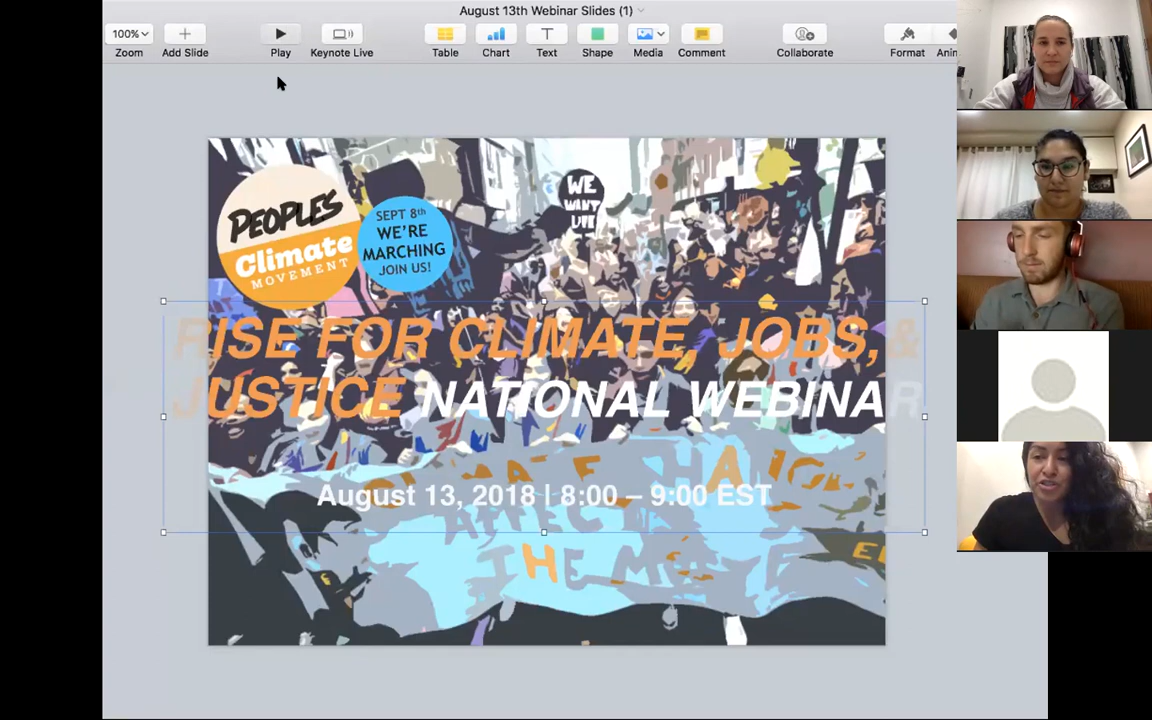 August 13th Webinar Slides (1)
100%
Zoom
Add Slide
Play
Keynote Live
Table
Chart
Text
Shape
Media
Comment
Collaborate
Format
WE
WANT
PEOPLES
Climate
MOVEMENT
SEPT 8th
WE'RE
MARCHING
JOIN US!
RISE FOR CLIMATE, JOBS, &
JUSTICE NATIONAL WEBINAR
August 13, 2018 | 8:00 – 9:00 EST
THE